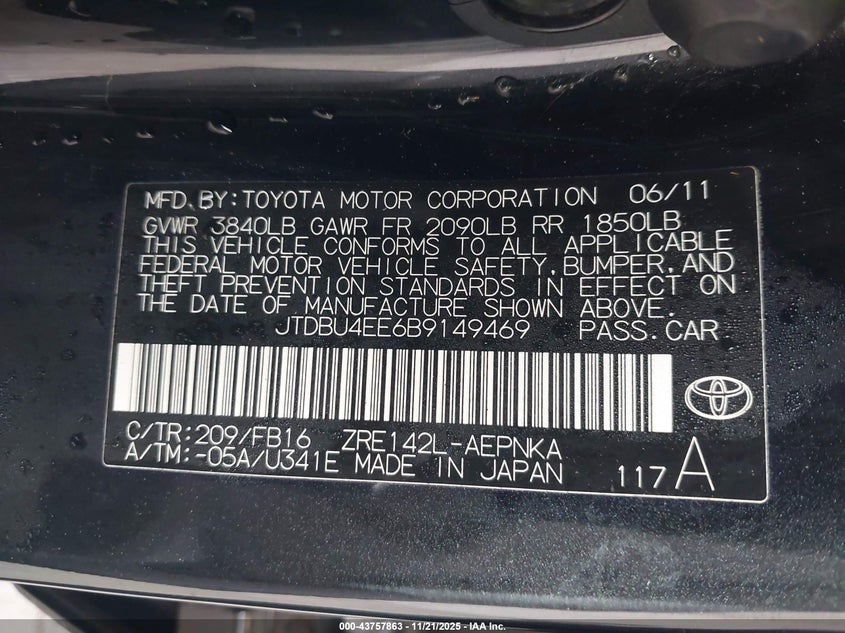 MFD. BY: TOYOTA MOTOR CORPORATION 06/11
GVWR 3840LB GAWR FR 2090LB RR 1850LB
THIS VEHICLE CONFORMS TO ALL APPLICABLE
FEDERAL MOTOR VEHICLE SAFETY, BUMPER, AND
THEFT PREVENTION STANDARDS IN EFFECT ON
THE DATE OF MANUFACTURE SHOWN ABOVE.
JTDBU4EE6B9149469 PASS. CAR
C/TR: 209/FB16 ZRE142L-AEPNKA
A/TM: -05A/U341E MADE IN JAPAN 117 A
000-43757863 - 11/21/2025 - IAA Inc.